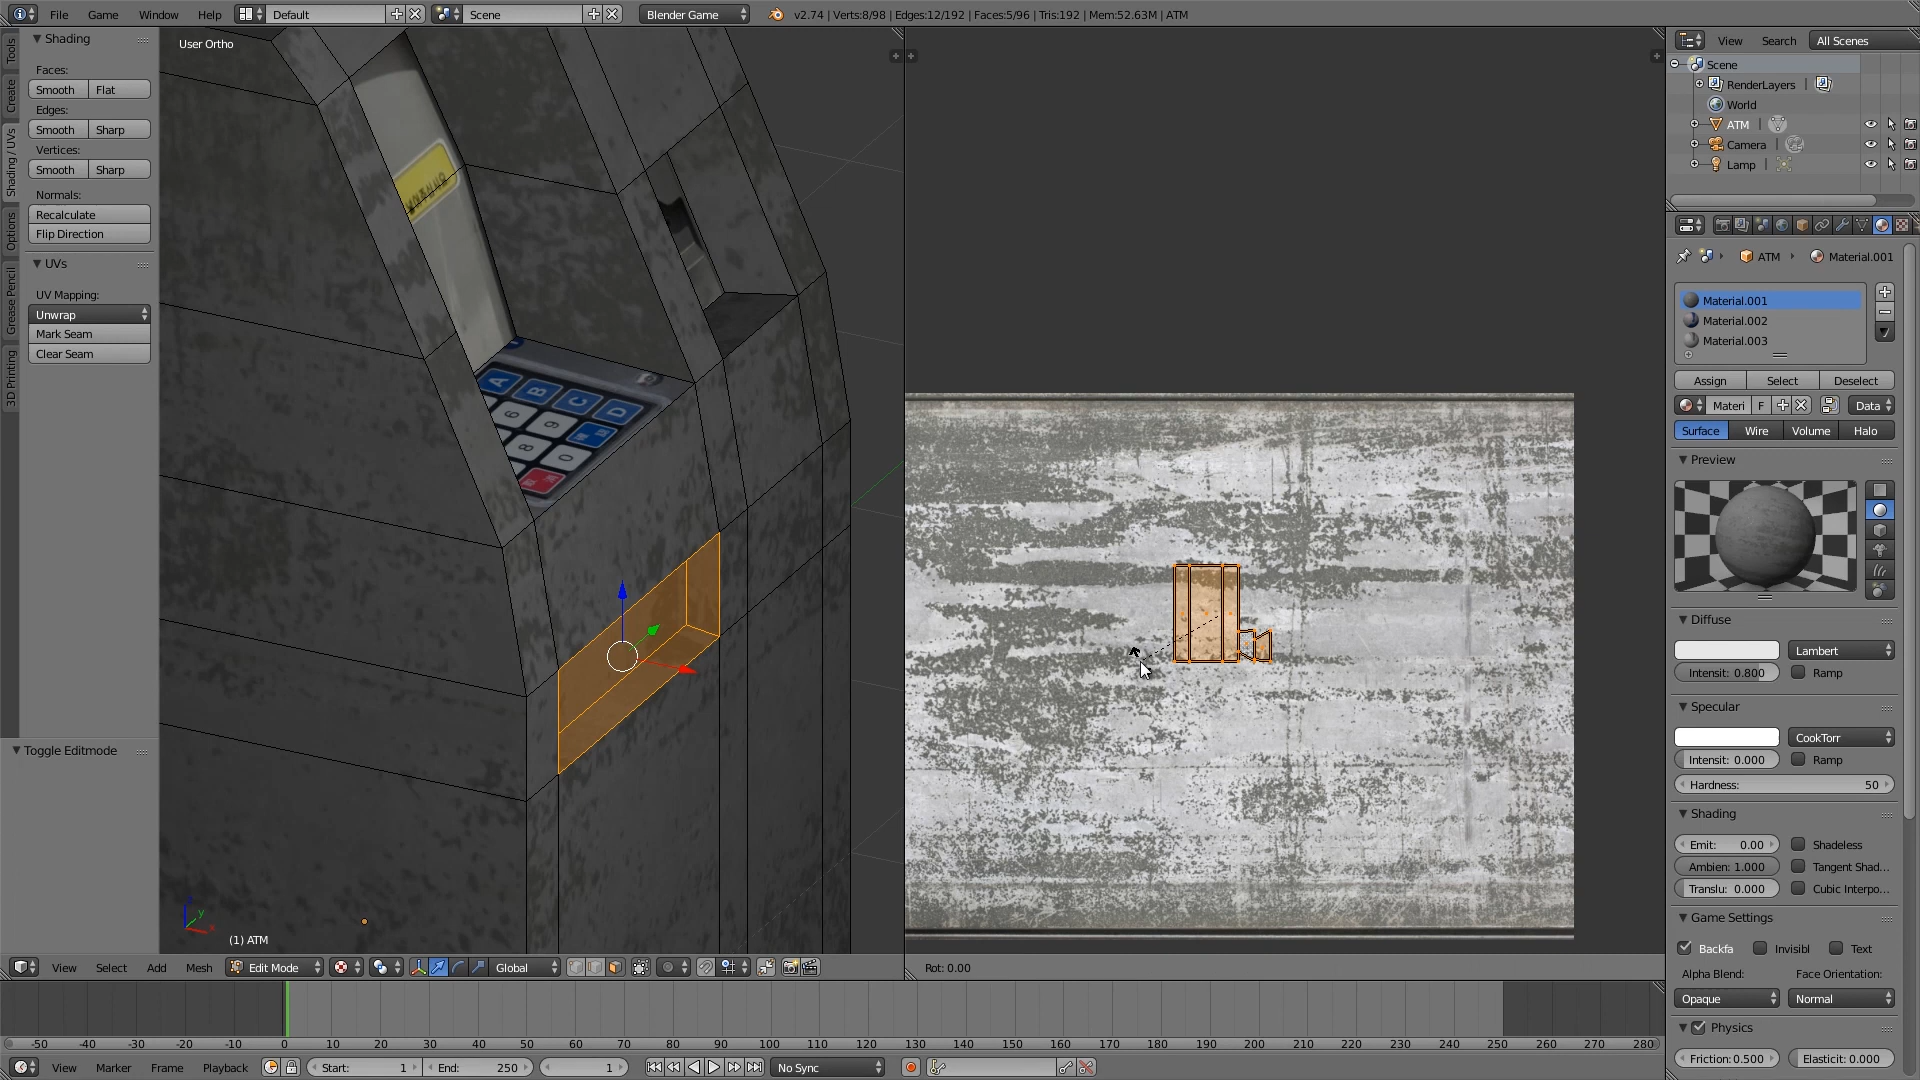 File Game Window Help Default Scene Blender Game v2.74 | Verts:8/98 | Edges:12/192 | Faces:5/96 | Tris:192 | Mem:52.63M | ATM
Tools
Create
Shading / UVs
Options
Grease Pencil
3D Printing
Shading
Faces:
Smooth Flat
Edges:
Smooth Sharp
Vertices:
Smooth Sharp
Normals:
Recalculate
Flip Direction
UVs
UV Mapping:
Unwrap
Mark Seam
Clear Seam
Toggle Editmode
User Ortho
A B C D
6 9
8 0
(1) ATM
View Select Add Mesh Edit Mode Global
Rot: 0.00
View Search All Scenes
Scene
RenderLayers |
World
ATM |
Camera |
Lamp |
ATM Material.001
Material.001
Material.002
Material.003
Assign Select Deselect
Materi F Data
Surface Wire Volume Halo
Preview
Diffuse
Lambert
Intensit: 0.800 Ramp
Specular
CookTorr
Intensit: 0.000 Ramp
Hardness: 50
Shading
Emit: 0.00 Shadeless
Ambien: 1.000 Tangent Shad...
Translu: 0.000 Cubic Interpo...
Game Settings
Backfa Invisibl Text
Alpha Blend: Face Orientation:
Opaque Normal
Physics
Friction: 0.500 Elasticit: 0.000
-50 -40 -30 -20 -10 0 10 20 30 40 50 60 70 80 90 100 110 120 130 140 150 160 170 180 190 200 210 220 230 240 250 260 270 280
View Marker Frame Playback Start: 1 End: 250 1 No Sync